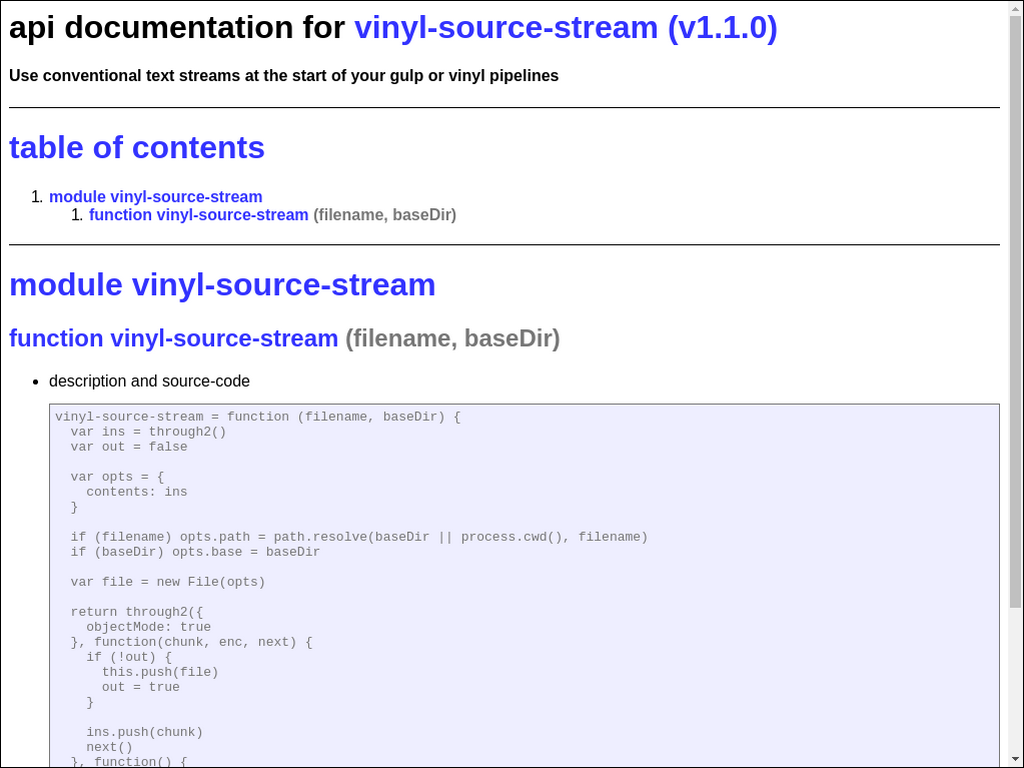 api documentation for vinyl-source-stream (v1.1.0)
Use conventional text streams at the start of your gulp or vinyl pipelines
table of contents
1. module vinyl-source-stream
1. function vinyl-source-stream (filename, baseDir)
module vinyl-source-stream
function vinyl-source-stream (filename, baseDir)
• description and source-code
vinyl-source-stream = function (filename, baseDir) {
  var ins = through2()
  var out = false
  var opts = {
    contents: ins
  }
  if (filename) opts.path = path.resolve(baseDir || process.cwd(), filename)
  if (baseDir) opts.base = baseDir
  var file = new File(opts)
  return through2({
    objectMode: true
  }, function(chunk, enc, next) {
    if (!out) {
      this.push(file)
      out = true
    }
    ins.push(chunk)
    next()
  }, function() {